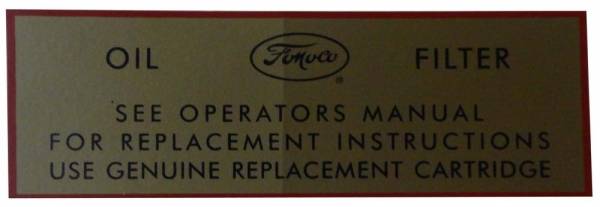 OIL FoMoCo ® FILTER
SEE OPERATORS MANUAL
FOR REPLACEMENT INSTRUCTIONS
USE GENUINE REPLACEMENT CARTRIDGE